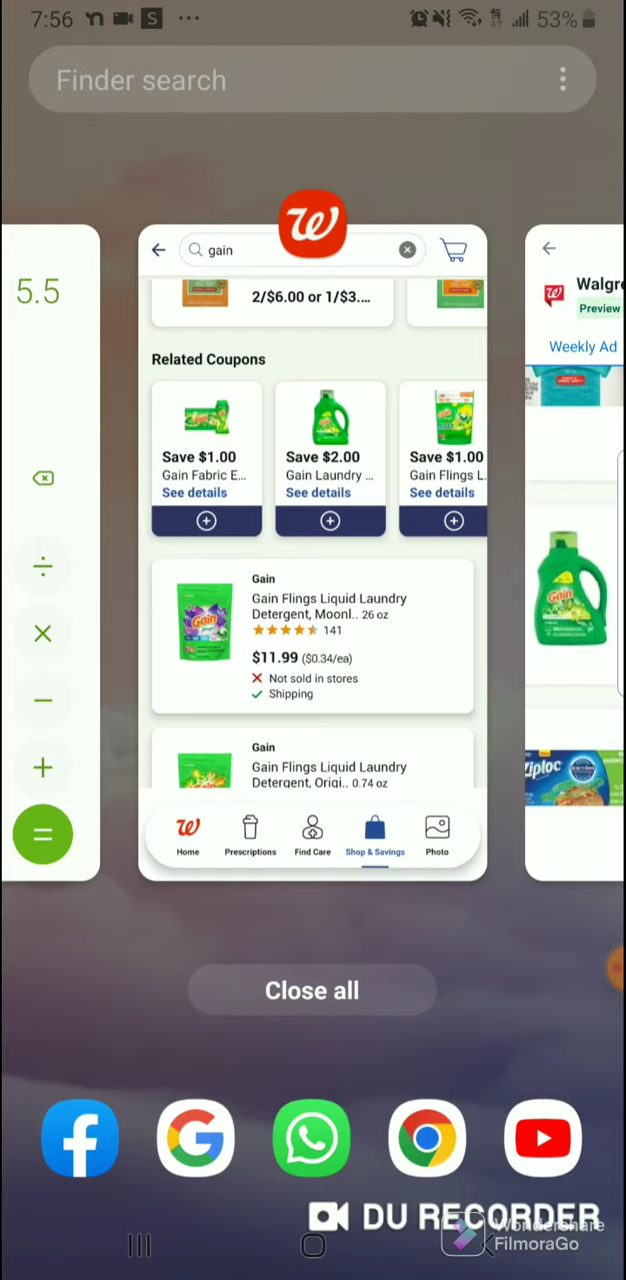 7:56
53%
Finder search
5.5
÷
×
−
+
=
gain
2/$6.00 or 1/$3....
Related Coupons
Save $1.00
Gain Fabric E...
See details
Save $2.00
Gain Laundry ...
See details
Save $1.00
Gain Flings L.
See details
Gain
Gain Flings Liquid Laundry
Detergent, Moonl.. 26 oz
141
$11.99 ($0.34/ea)
Not sold in stores
Shipping
Gain
Gain Flings Liquid Laundry
Detergent, Origi.. 0.74 oz
Home
Prescriptions
Find Care
Shop & Savings
Photo
Walgre
Preview
Weekly Ad
Gain
Ziploc
Close all
DU RECORDER
Wondershare
FilmoraGo